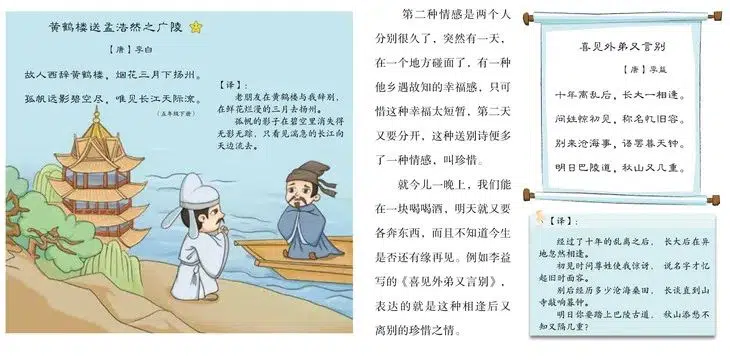 黄鹤楼送孟浩然之广陵
【唐】李白
故人西辞黄鹤楼，烟花三月下扬州。
孤帆远影碧空尽，唯见长江天际流。
（五年级下册）
【译】：
老朋友在黄鹤楼与我辞别，
在鲜花烂漫的三月去扬州。
孤帆的影子在碧空里消失得
无影无踪，只看见湍急的长江向
天边流去。
第二种情感是两个人
分别很久了，突然有一天，
在一个地方碰面了，有一种
他乡遇故知的幸福感，只可
惜这种幸福太短暂，第二天
又要分开，这种送别诗便多
了一种情感，叫珍惜。
就今儿一晚上，我们能
在一块喝喝酒，明天就又要
各奔东西，而且不知道今生
是否还有缘再见。例如李益
写的《喜见外弟又言别》，
表达的就是这种相逢后又
离别的珍惜之情。
喜见外弟又言别
【唐】李益
十年离乱后，长大一相逢。
问姓惊初见，称名忆旧容。
别来沧海事，语罢暮天钟。
明日巴陵道，秋山又几重。
【译】：
经过了十年的乱离之后， 长大后在异
地忽然相逢。
初见时问尊姓使我惊讶， 说名字才忆
起旧时面容。
别后经历多少沧海桑田， 长谈直到山
寺敲响暮钟。
明日你要踏上巴陵古道， 秋山添愁不
知又隔几重？